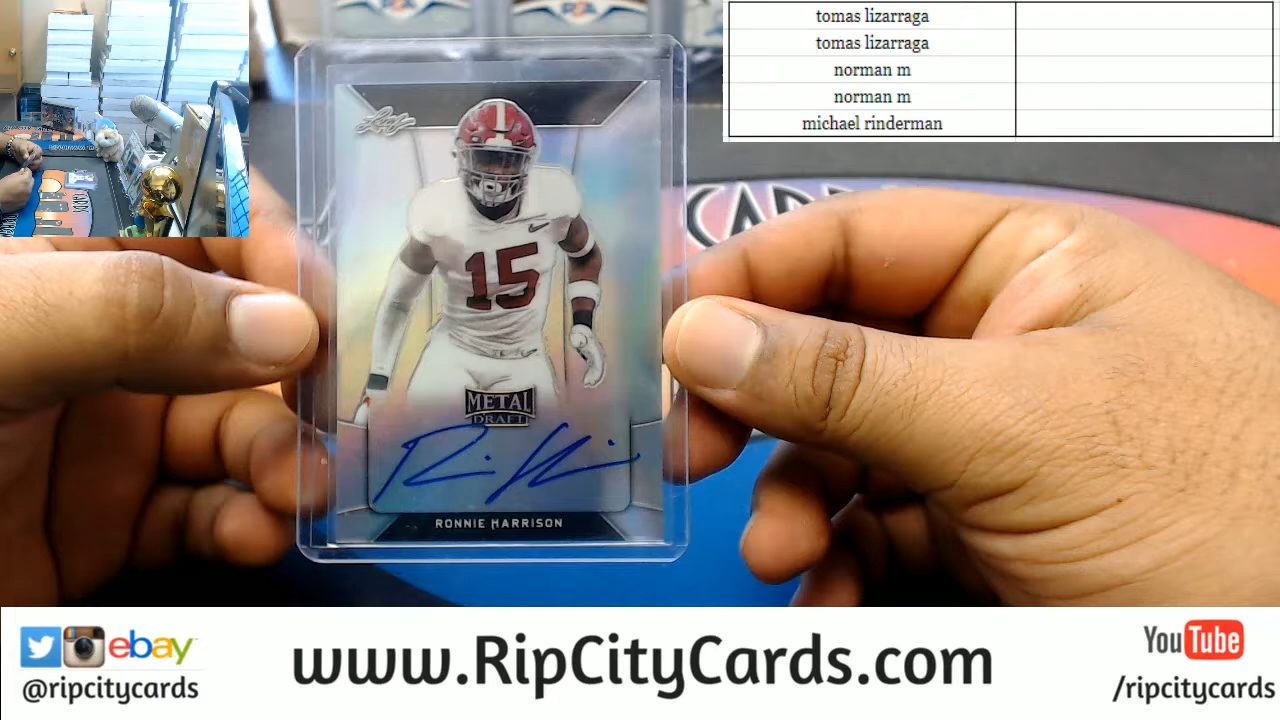 tomas lizarraga
tomas lizarraga
norman m
norman m
michael rinderman
Leaf
15
METAL
DRAFT
RONNIE HARRISON
ebay
@ripcitycards
www.RipCityCards.com
YouTube
/ripcitycards